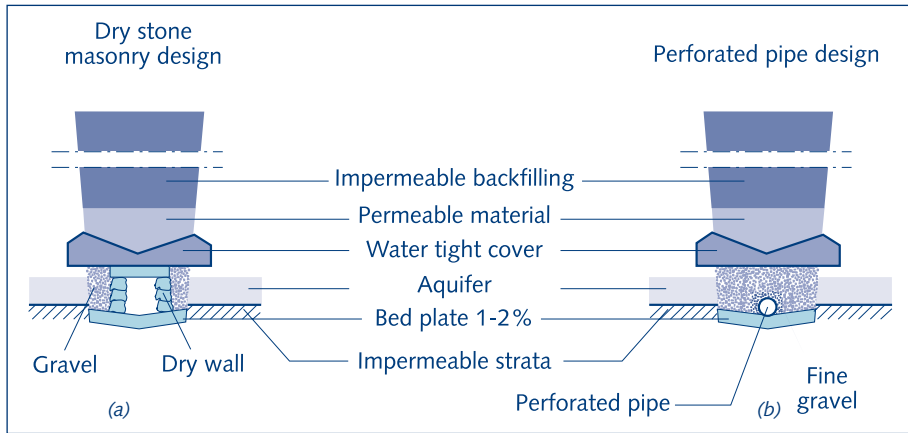 Dry stone
masonry design
Perforated pipe design
Impermeable backfilling
Permeable material
Water tight cover
Aquifer
Bed plate 1-2%
Gravel
Dry wall
Impermeable strata
Perforated pipe
Fine
gravel
(a)
(b)